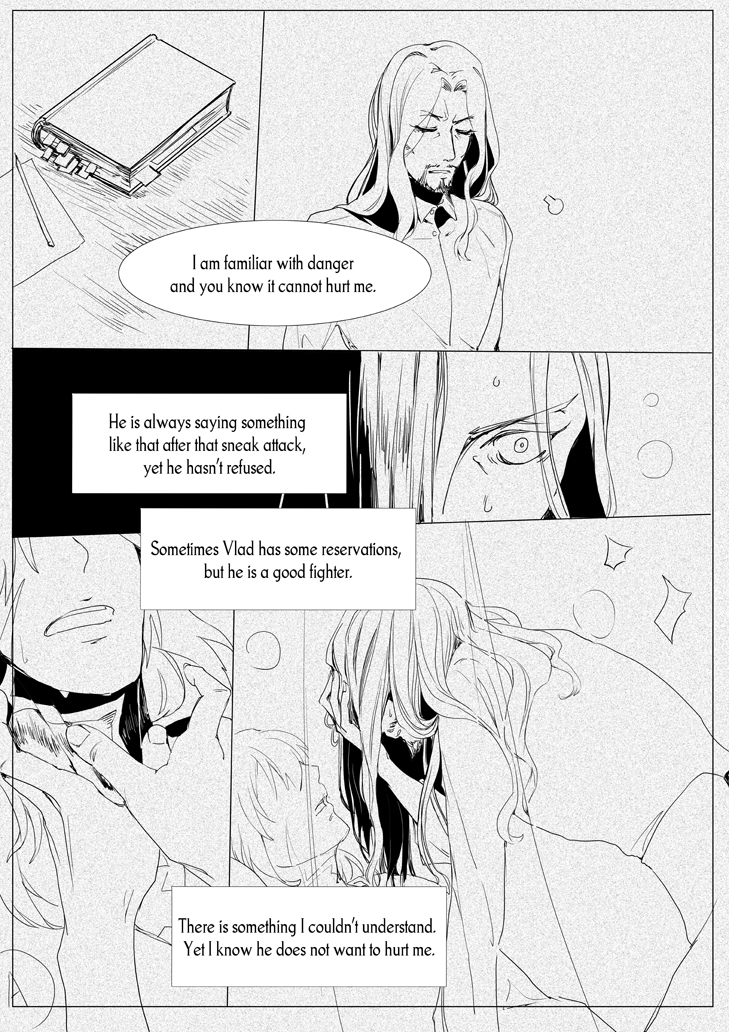 I am familiar with danger
and you know it cannot hurt me.
He is always saying something
like that after that sneak attack,
yet he hasn't refused.
Sometimes Vlad has some reservations,
but he is a good fighter.
There is something I couldn't understand.
Yet I know he does not want to hurt me.